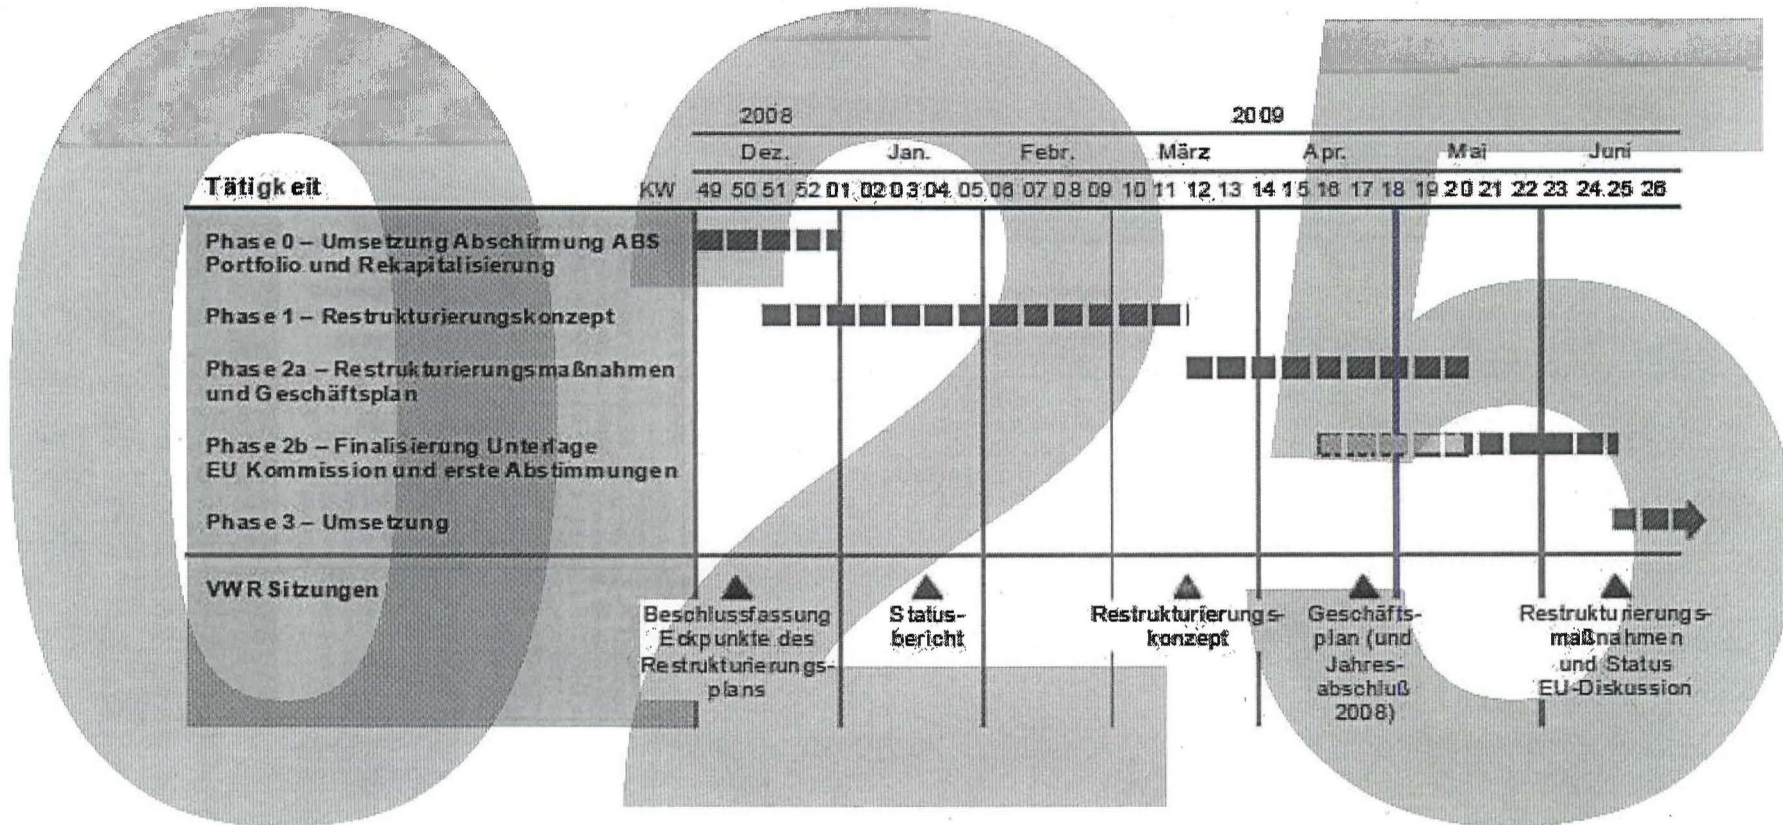 025
2008 2009
Dez. Jan. Febr. März Apr. Mai Juni
Tätigkeit KW 49 50 51 52 01 02 03 04 05 06 07 08 09 10 11 12 13 14 15 16 17 18 19 20 21 22 23 24 25 26
Phase 0 – Umsetzung Abschirmung ABS
Portfolio und Rekapitalisierung
Phase 1 – Restrukturierungskonzept
Phase 2a – Restrukturierungsmaßnahmen
und Geschäftsplan
Phase 2b – Finalisierung Unterlage
EU Kommission und erste Abstimmungen
Phase 3 – Umsetzung
VWR Sitzungen
Beschlussfassung
Eckpunkte des
Restrukturierungs-
plans
Status-
bericht
Restrukturierungs-
konzept
Geschäfts-
plan (und
Jahres-
abschluß
2008)
Restrukturierungs-
maßnahmen
und Status
EU-Diskussion